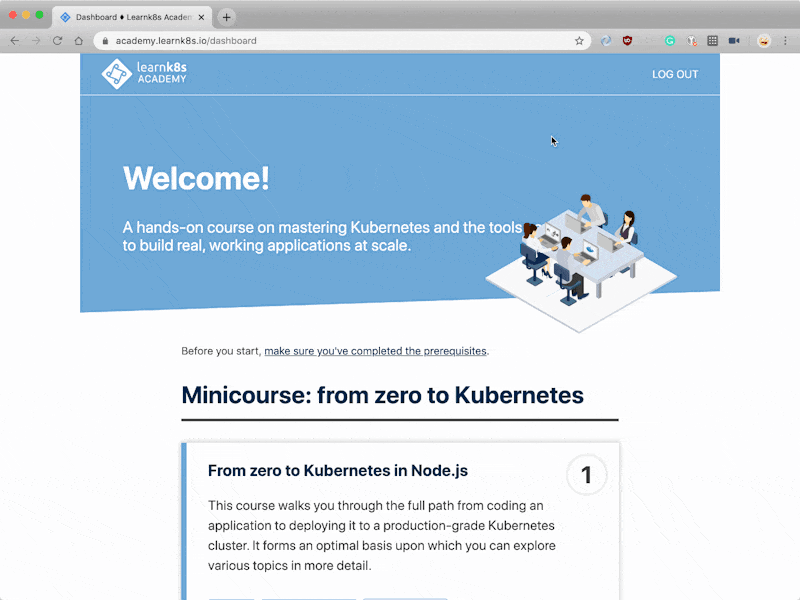 Dashboard ♦ Learnk8s Academ
academy.learnk8s.io/dashboard
learnk8s
ACADEMY
LOG OUT
Welcome!
A hands-on course on mastering Kubernetes and the tools
to build real, working applications at scale.
Before you start, make sure you've completed the prerequisites.
Minicourse: from zero to Kubernetes
From zero to Kubernetes in Node.js
1
This course walks you through the full path from coding an
application to deploying it to a production-grade Kubernetes
cluster. It forms an optimal basis upon which you can explore
various topics in more detail.